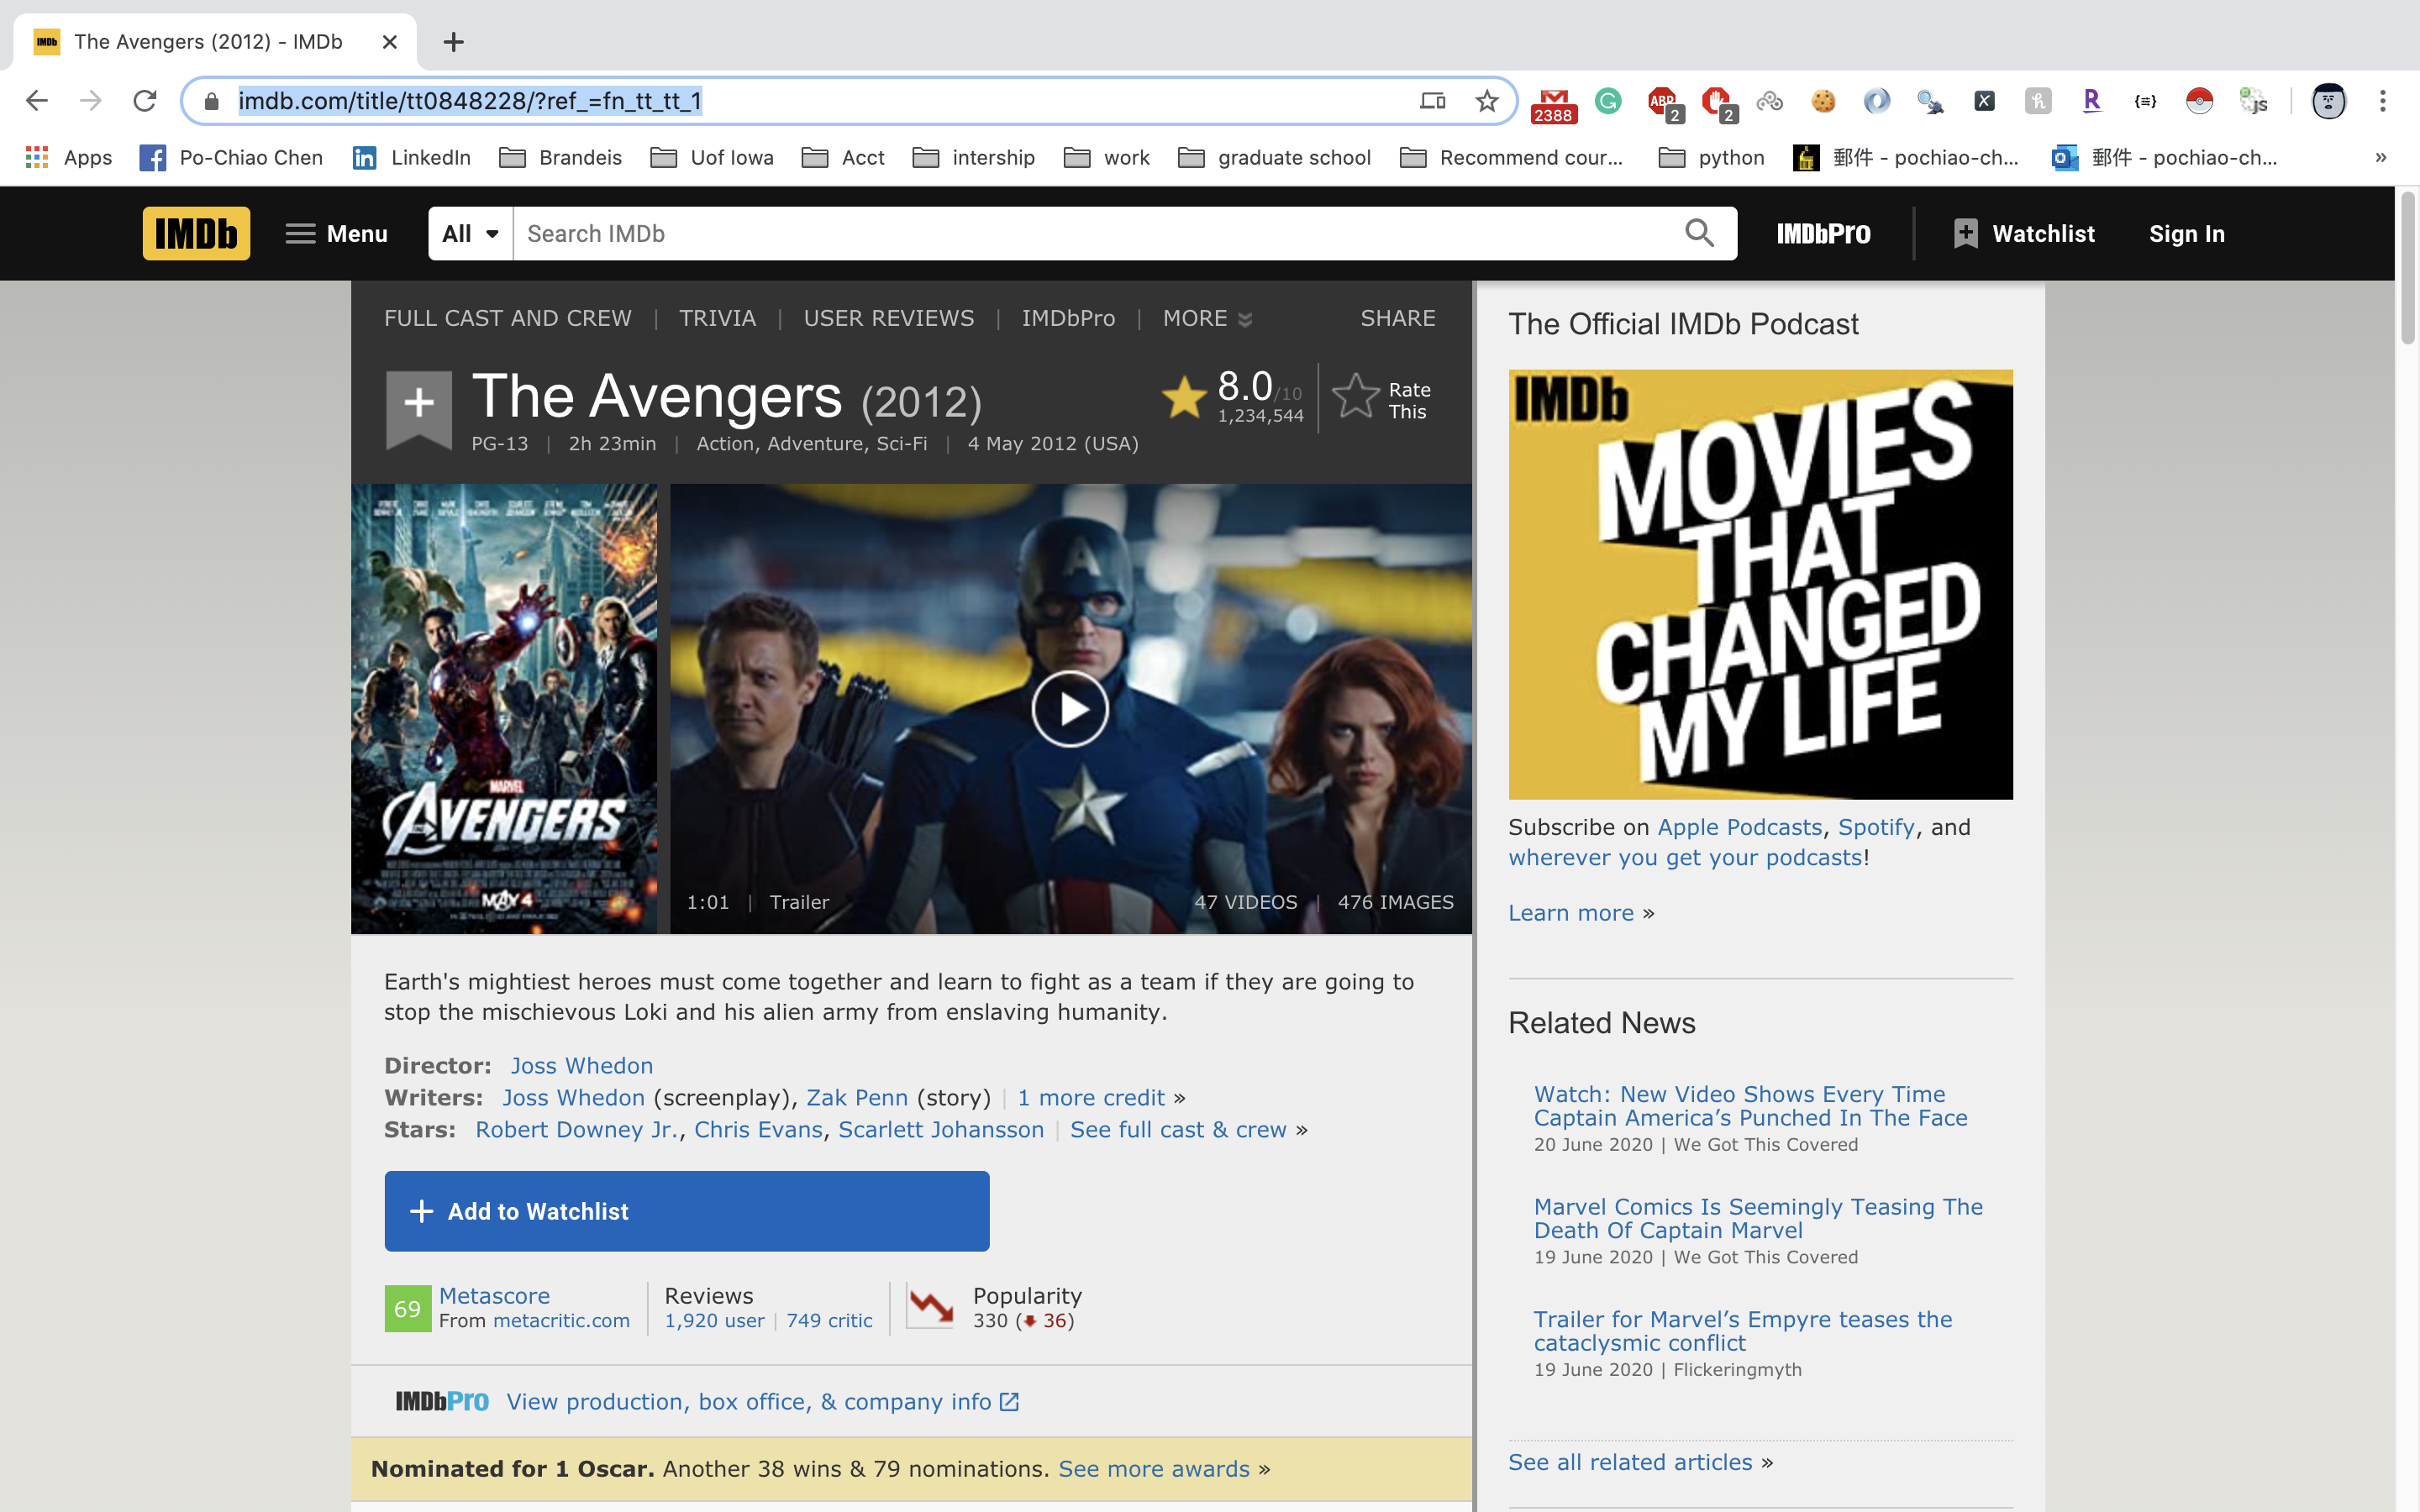 The Avengers (2012) - IMDb
imdb.com/title/tt0848228/?ref_=fn_tt_tt_1
2388
ABP
2
2
X
h
R
JS
Apps
Po-Chiao Chen
LinkedIn
Brandeis
Uof Iowa
Acct
intership
work
graduate school
Recommend cour...
python
郵件 - pochiao-ch...
郵件 - pochiao-ch...
»
IMDb
Menu
All
Search IMDb
IMDbPro
Watchlist
Sign In
FULL CAST AND CREW | TRIVIA | USER REVIEWS | IMDbPro | MORE
SHARE
The Avengers (2012)
8.0/10
1,234,544
Rate
This
PG-13 | 2h 23min | Action, Adventure, Sci-Fi | 4 May 2012 (USA)
MARVEL
AVENGERS
MAY 4
A
1:01 | Trailer
47 VIDEOS | 476 IMAGES
Earth's mightiest heroes must come together and learn to fight as a team if they are going to
stop the mischievous Loki and his alien army from enslaving humanity.
Director: Joss Whedon
Writers: Joss Whedon (screenplay), Zak Penn (story) | 1 more credit »
Stars: Robert Downey Jr., Chris Evans, Scarlett Johansson | See full cast & crew »
+ Add to Watchlist
69
Metascore
From metacritic.com
Reviews
1,920 user | 749 critic
Popularity
330 (36)
IMDbPro View production, box office, & company info
Nominated for 1 Oscar. Another 38 wins & 79 nominations. See more awards »
The Official IMDb Podcast
IMDb
MOVIES
THAT
CHANGED
MY LIFE
Subscribe on Apple Podcasts, Spotify, and
wherever you get your podcasts!
Learn more »
Related News
Watch: New Video Shows Every Time
Captain America’s Punched In The Face
20 June 2020 | We Got This Covered
Marvel Comics Is Seemingly Teasing The
Death Of Captain Marvel
19 June 2020 | We Got This Covered
Trailer for Marvel’s Empyre teases the
cataclysmic conflict
19 June 2020 | Flickeringmyth
See all related articles »